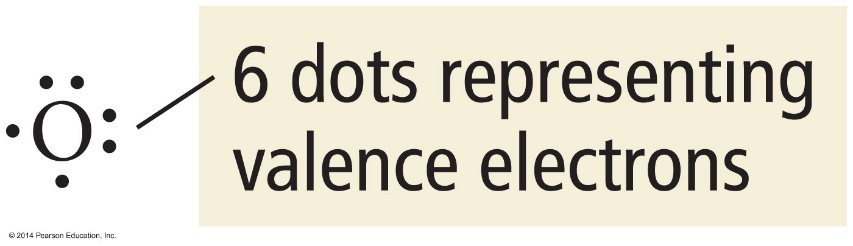 O
6 dots representing
valence electrons
© 2014 Pearson Education, Inc.